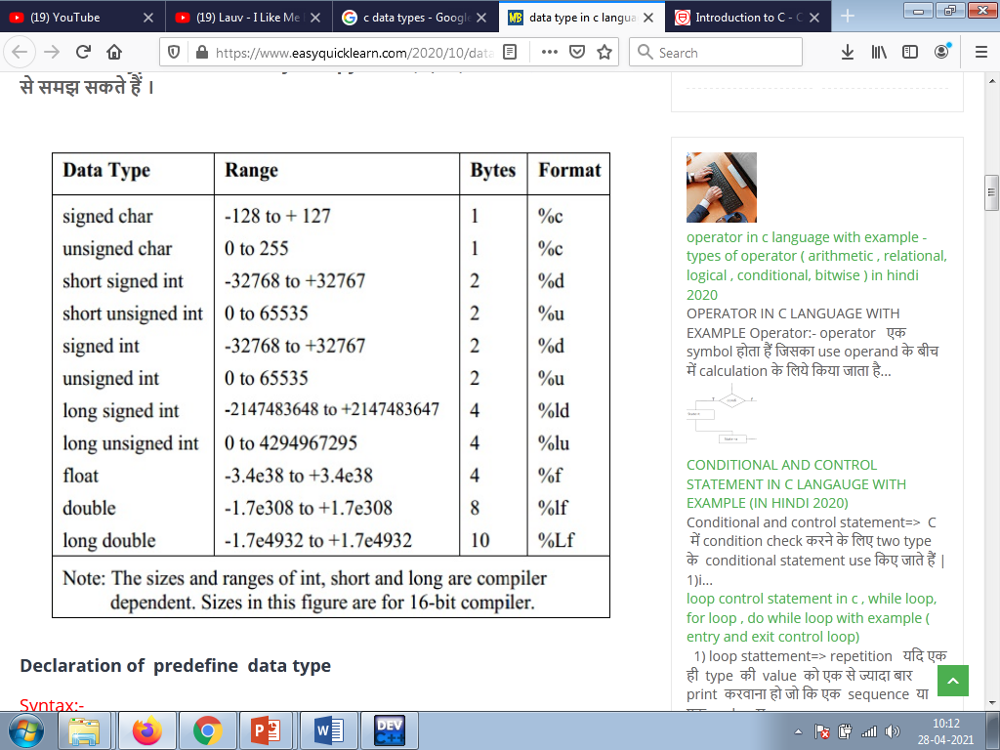 (19) YouTube
(19) Lauv - I Like Me
c data types - Google
data type in c langua
Introduction to C - C
https://www.easyquicklearn.com/2020/10/data
Search
से समझ सकते हैं ।
Data Type Range Bytes Format
signed char -128 to + 127 1 %c
unsigned char 0 to 255 1 %c
short signed int -32768 to +32767 2 %d
short unsigned int 0 to 65535 2 %u
signed int -32768 to +32767 2 %d
unsigned int 0 to 65535 2 %u
long signed int -2147483648 to +2147483647 4 %ld
long unsigned int 0 to 4294967295 4 %lu
float -3.4e38 to +3.4e38 4 %f
double -1.7e308 to +1.7e308 8 %lf
long double -1.7e4932 to +1.7e4932 10 %Lf
Note: The sizes and ranges of int, short and long are compiler
dependent. Sizes in this figure are for 16-bit compiler.
Declaration of predefine data type
Syntax:-
operator in c language with example -
types of operator ( arithmetic , relational,
logical , conditional, bitwise ) in hindi
2020
OPERATOR IN C LANGUAGE WITH
EXAMPLE Operator:- operator एक
symbol होता हैं जिसका use operand के बीच
में calculation के लिये किया जाता है...
CONDITIONAL AND CONTROL
STATEMENT IN C LANGAUGE WITH
EXAMPLE (IN HINDI 2020)
Conditional and control statement=> C
में condition check करने के लिए two type
के conditional statement use किए जाते हैं |
1)i...
loop control statement in c , while loop,
for loop , do while loop with example (
entry and exit control loop)
1) loop stattement=> repetition यदि एक
ही type की value को एक से ज्यादा बार
print करवाना हो जो कि एक sequence या
DEV
10:12
28-04-2021